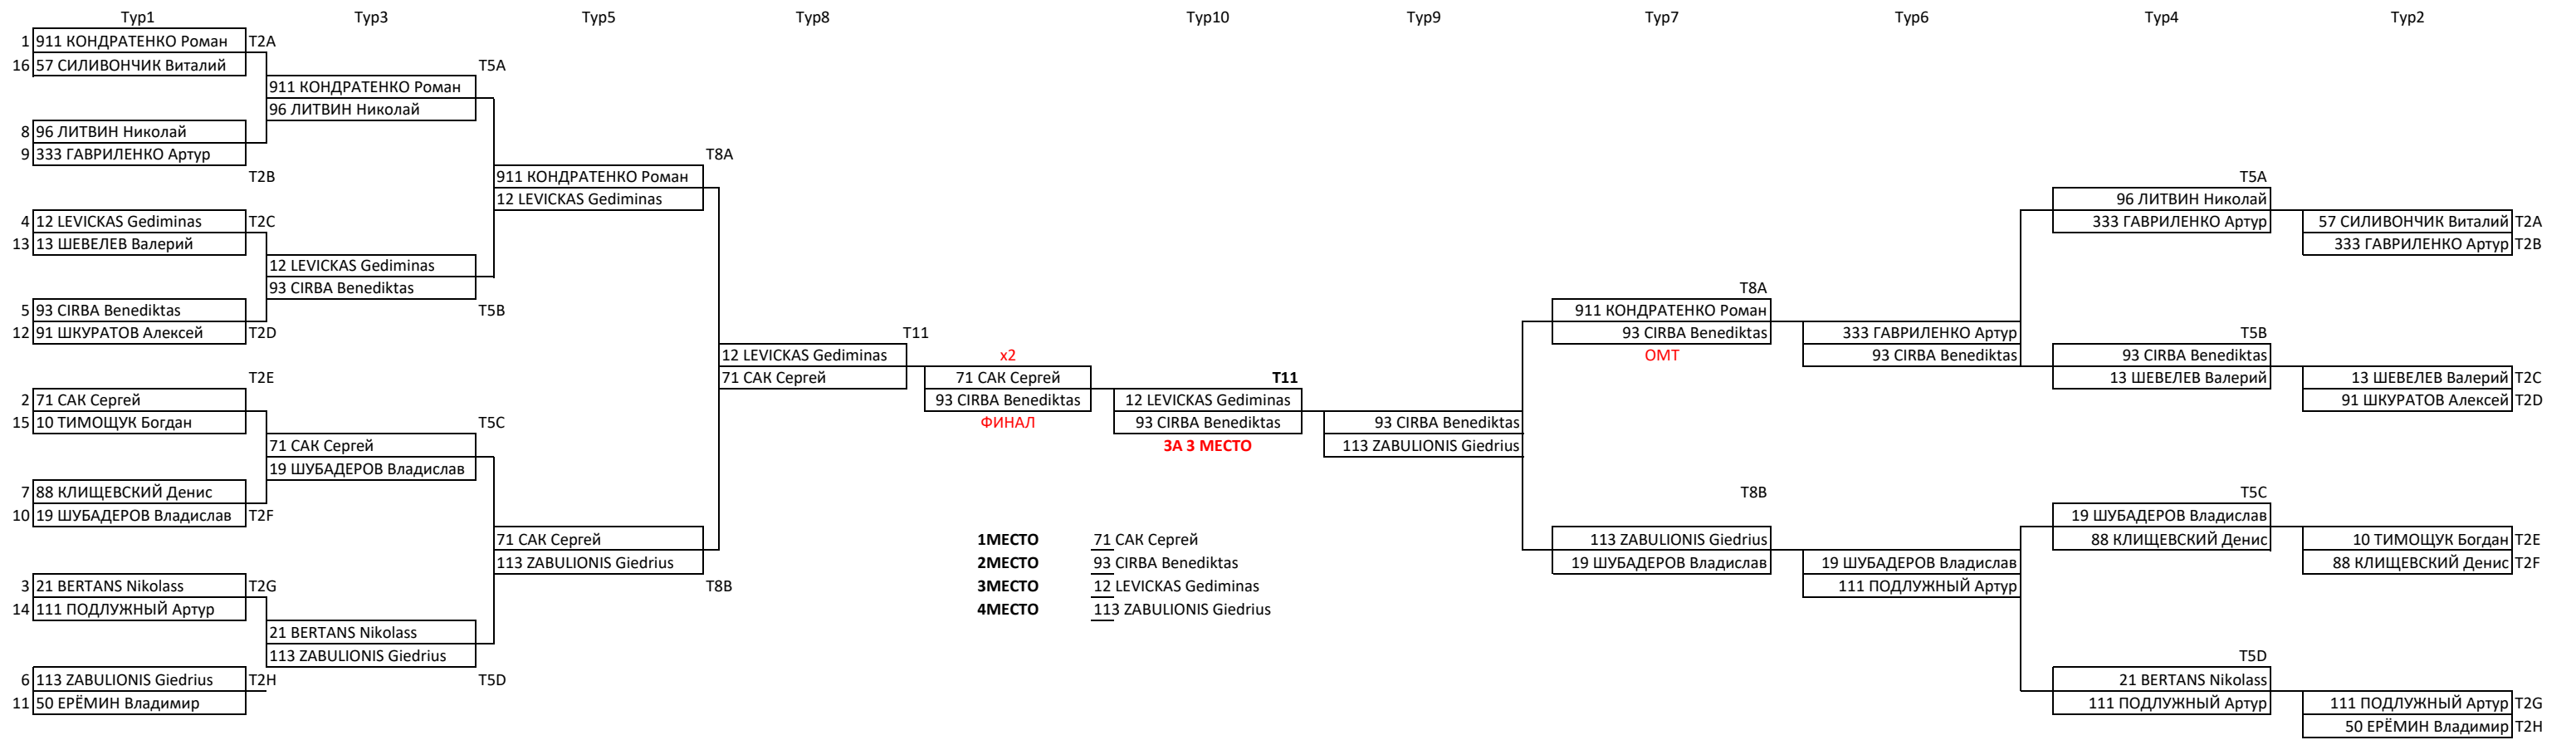 Тур1 Тур3 Тур5 Тур8 Тур10 Тур9 Тур7 Тур6 Тур4 Тур2
1 911 КОНДРАТЕНКО Роман T2A
16 57 СИЛИВОНЧИК Виталий
8 96 ЛИТВИН Николай
9 333 ГАВРИЛЕНКО Артур
T2B
4 12 LEVICKAS Gediminas T2C
13 13 ШЕВЕЛЕВ Валерий
5 93 CIRBA Benediktas
12 91 ШКУРАТОВ Алексей T2D
T2E
2 71 САК Сергей
15 10 ТИМОЩУК Богдан
7 88 КЛИЩЕВСКИЙ Денис
10 19 ШУБАДЕРОВ Владислав T2F
3 21 BERTANS Nikolass T2G
14 111 ПОДЛУЖНЫЙ Артур
6 113 ZABULIONIS Giedrius T2H
11 50 ЕРЁМИН Владимир
T5A
911 КОНДРАТЕНКО Роман
96 ЛИТВИН Николай
12 LEVICKAS Gediminas
93 CIRBA Benediktas
T5B
T5C
71 САК Сергей
19 ШУБАДЕРОВ Владислав
21 BERTANS Nikolass
113 ZABULIONIS Giedrius
T5D
T8A
911 КОНДРАТЕНКО Роман
12 LEVICKAS Gediminas
71 САК Сергей
113 ZABULIONIS Giedrius
T8B
T11
12 LEVICKAS Gediminas
71 САК Сергей
x2
71 САК Сергей
93 CIRBA Benediktas
ФИНАЛ
T11
12 LEVICKAS Gediminas
93 CIRBA Benediktas
ЗА 3 МЕСТО
1МЕСТО 71 САК Сергей
2МЕСТО 93 CIRBA Benediktas
3МЕСТО 12 LEVICKAS Gediminas
4МЕСТО 113 ZABULIONIS Giedrius
93 CIRBA Benediktas
113 ZABULIONIS Giedrius
T8A
911 КОНДРАТЕНКО Роман
93 CIRBA Benediktas
OMT
T8B
113 ZABULIONIS Giedrius
19 ШУБАДЕРОВ Владислав
333 ГАВРИЛЕНКО Артур
93 CIRBA Benediktas
19 ШУБАДЕРОВ Владислав
111 ПОДЛУЖНЫЙ Артур
T5A
96 ЛИТВИН Николай
333 ГАВРИЛЕНКО Артур
T5B
93 CIRBA Benediktas
13 ШЕВЕЛЕВ Валерий
T5C
19 ШУБАДЕРОВ Владислав
88 КЛИЩЕВСКИЙ Денис
T5D
21 BERTANS Nikolass
111 ПОДЛУЖНЫЙ Артур
57 СИЛИВОНЧИК Виталий T2A
333 ГАВРИЛЕНКО Артур T2B
13 ШЕВЕЛЕВ Валерий T2C
91 ШКУРАТОВ Алексей T2D
10 ТИМОЩУК Богдан T2E
88 КЛИЩЕВСКИЙ Денис T2F
111 ПОДЛУЖНЫЙ Артур T2G
50 ЕРЁМИН Владимир T2H